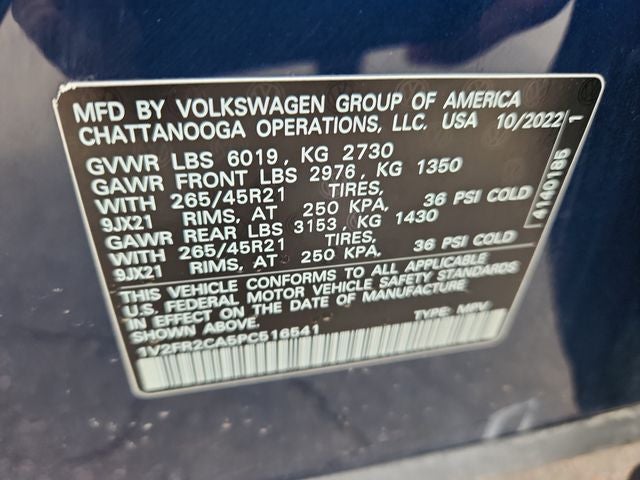 MFD BY VOLKSWAGEN GROUP OF AMERICA
CHATTANOOGA OPERATIONS, LLC. USA 10/2022
GVWR LBS 6019, KG 2730
GAWR FRONT LBS 2976, KG 1350
WITH 265/45R21 TIRES,
9JX21 RIMS, AT 250 KPA, 36 PSI COLD
GAWR REAR LBS 3153, KG 1430
WITH 265/45R21 TIRES,
9JX21 RIMS, AT 250 KPA, 36 PSI COLD
THIS VEHICLE CONFORMS TO ALL APPLICABLE
U.S. FEDERAL MOTOR VEHICLE SAFETY STANDARDS
IN EFFECT ON THE DATE OF MANUFACTURE.
1V2FR2CA5PC516541 TYPE: MPV
4140186 1